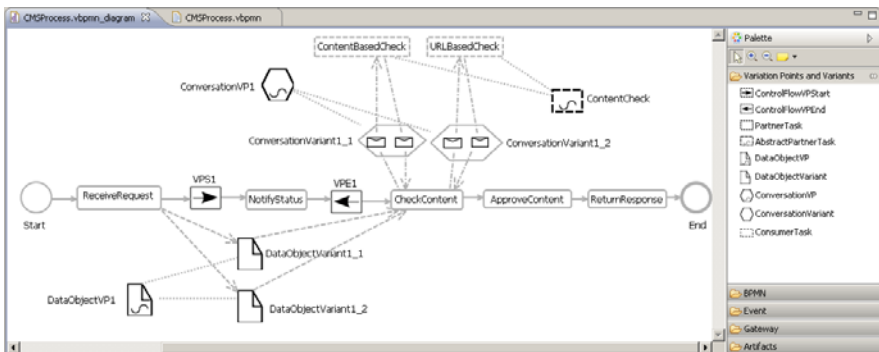 CMSProcess.vbpmn_diagram
CMSProcess.vbpmn
ContentBasedCheck
URLBasedCheck
ConversationVP1
ContentCheck
ConversationVariant1_1
ConversationVariant1_2
VPS1
VPE1
ReceiveRequest
NotifyStatus
CheckContent
ApproveContent
ReturnResponse
Start
End
DataObjectVariant1_1
DataObjectVP1
DataObjectVariant1_2
Palette
Variation Points and Variants
ControlFlowVPStart
ControlFlowVPEnd
PartnerTask
AbstractPartnerTask
DataObjectVP
DataObjectVariant
ConversationVP
ConversationVariant
ConsumerTask
BPMN
Event
Gateway
Artifacts